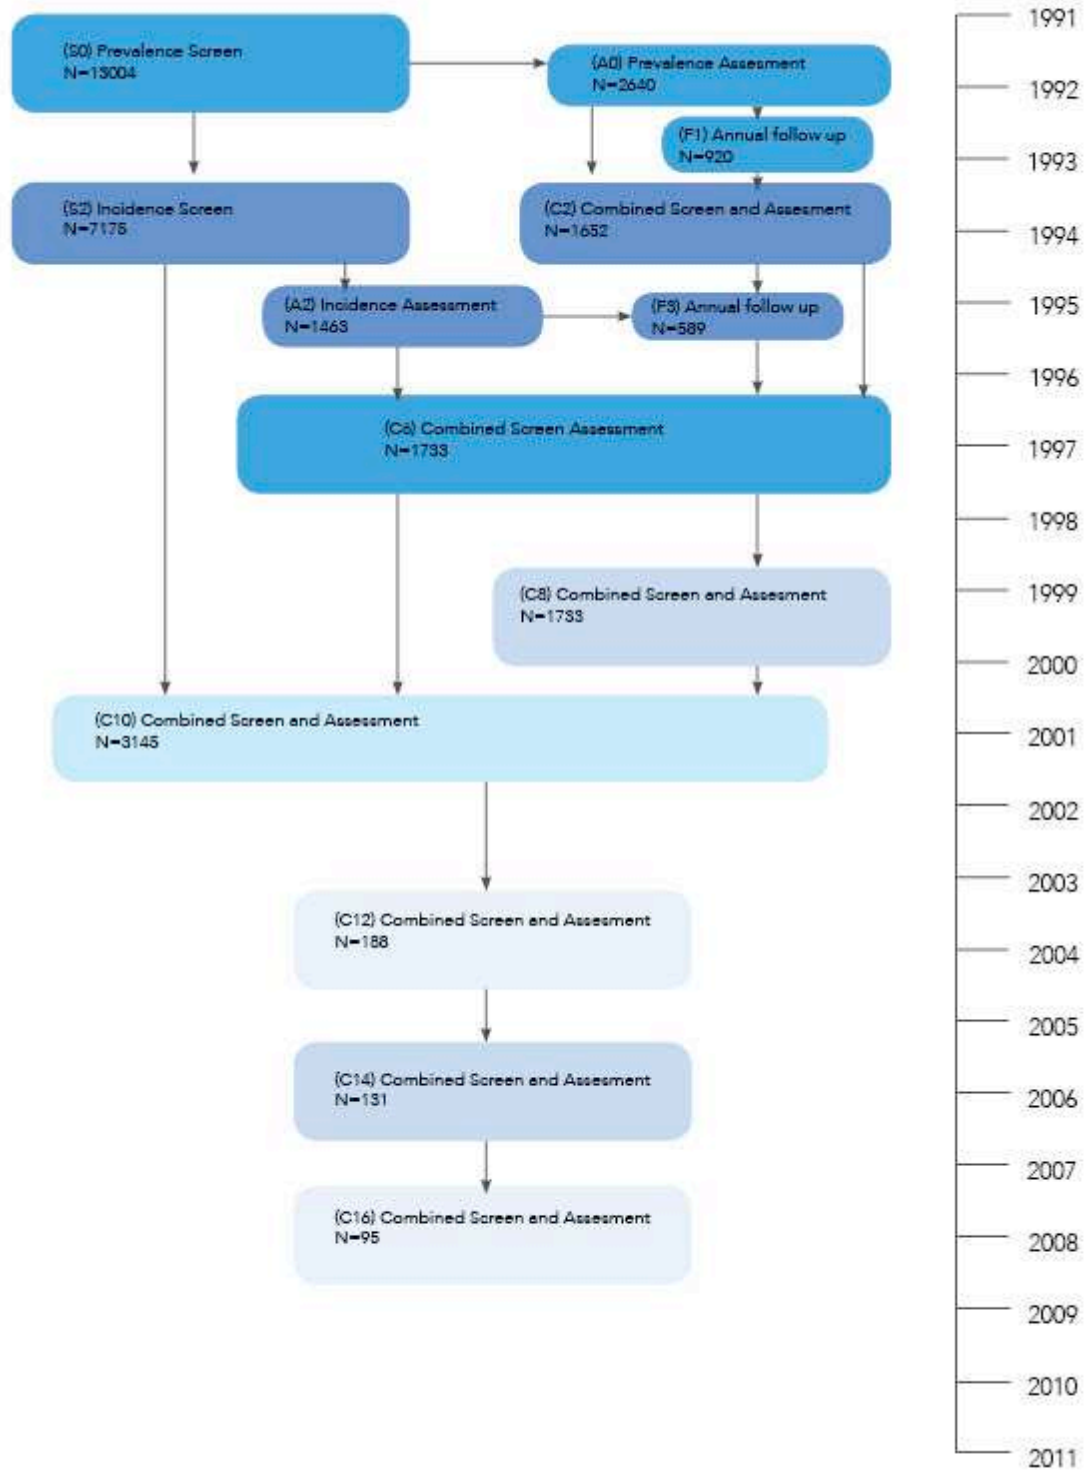 (S0) Prevalence Screen
N=13004
(A0) Prevalence Assesment
N=2640
(F1) Annual follow up
N=920
(S2) Incidence Screen
N=7175
(C2) Combined Screen and Assesment
N=1652
(A2) Incidence Assessment
N=1463
(F3) Annual follow up
N=589
(C6) Combined Screen Assessment
N=1733
(C8) Combined Screen and Assesment
N=1733
(C10) Combined Screen and Assessment
N=3145
(C12) Combined Screen and Assesment
N=188
(C14) Combined Screen and Assesment
N=131
(C16) Combined Screen and Assesment
N=95
1991
1992
1993
1994
1995
1996
1997
1998
1999
2000
2001
2002
2003
2004
2005
2006
2007
2008
2009
2010
2011